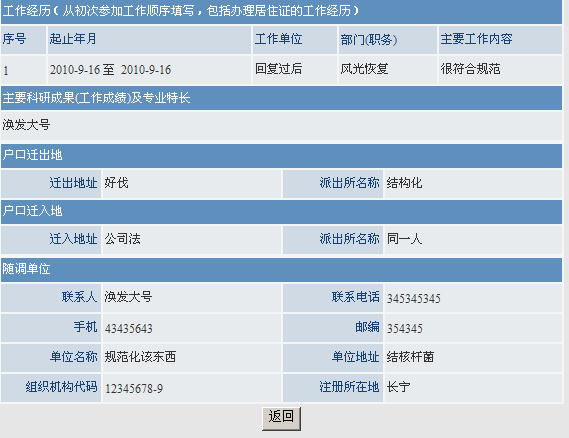 工作经历（从初次参加工作顺序填写，包括办理居住证的工作经历）
序号 起止年月 工作单位 部门(职务) 主要工作内容
1 2010-9-16 至 2010-9-16 回复过后 风光恢复 很符合规范
主要科研成果(工作成绩)及专业特长
涣发大号
户口迁出地
迁出地址 好伐 派出所名称 结构化
户口迁入地
迁入地址 公司法 派出所名称 同一人
随调单位
联系人 涣发大号 联系电话 345345345
手机 43435643 邮编 354345
单位名称 规范化该东西 单位地址 结核杆菌
组织机构代码 12345678-9 注册所在地 长宁
返回